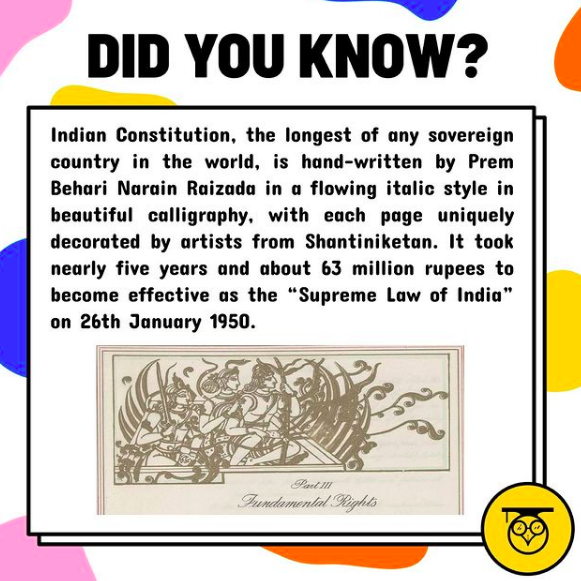 DID YOU KNOW?
Indian Constitution, the longest of any sovereign
country in the world, is hand-written by Prem
Behari Narain Raizada in a flowing italic style in
beautiful calligraphy, with each page uniquely
decorated by artists from Shantiniketan. It took
nearly five years and about 63 million rupees to
become effective as the “Supreme Law of India”
on 26th January 1950.
Part III
Fundamental Rights